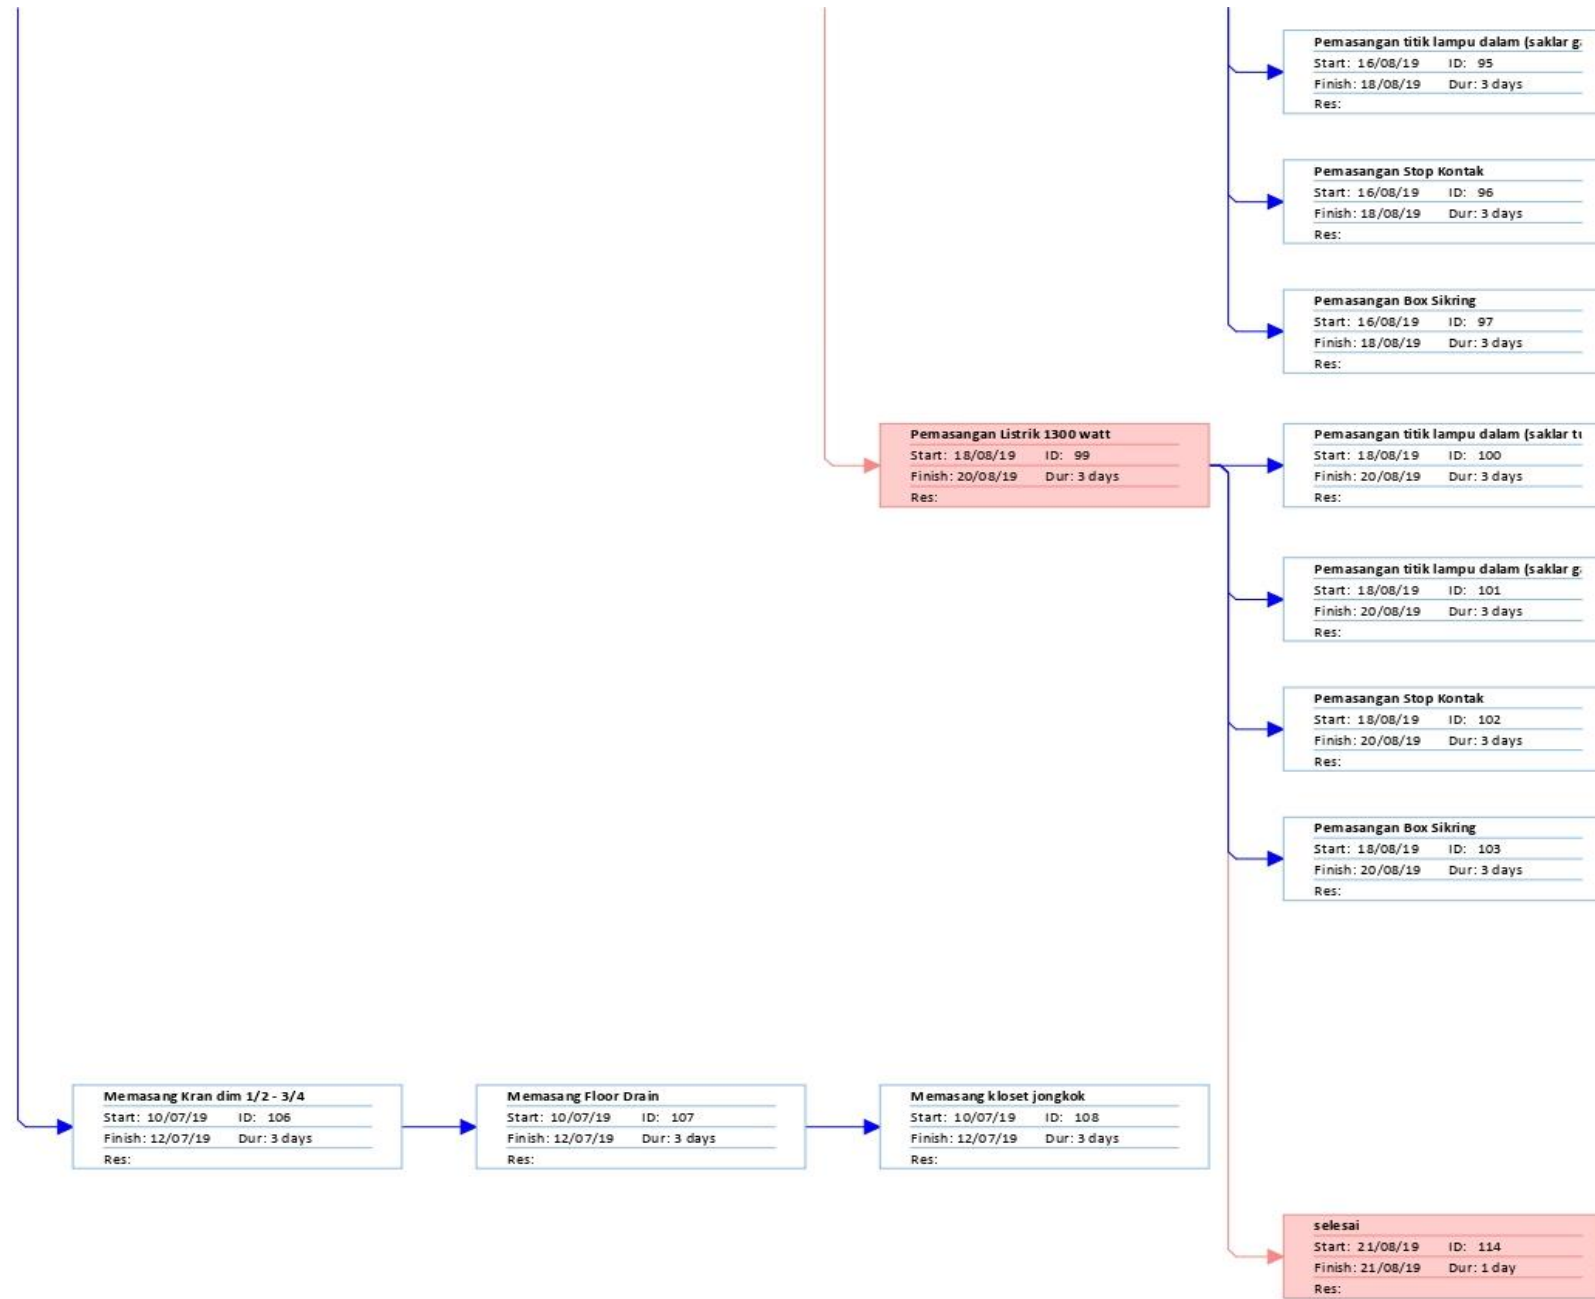 Pemasangan titik lampu dalam (saklar
Start: 16/08/19 ID: 95
Finish: 18/08/19 Dur: 3 days
Res:
Pemasangan Stop Kontak
Start: 16/08/19 ID: 96
Finish: 18/08/19 Dur: 3 days
Res:
Pemasangan Box Sikring
Start: 16/08/19 ID: 97
Finish: 18/08/19 Dur: 3 days
Res:
Pemasangan Listrik 1300 watt
Start: 18/08/19 ID: 99
Finish: 20/08/19 Dur: 3 days
Res:
Pemasangan titik lampu dalam (saklar
Start: 18/08/19 ID: 100
Finish: 20/08/19 Dur: 3 days
Res:
Pemasangan titik lampu dalam (saklar
Start: 18/08/19 ID: 101
Finish: 20/08/19 Dur: 3 days
Res:
Pemasangan Stop Kontak
Start: 18/08/19 ID: 102
Finish: 20/08/19 Dur: 3 days
Res:
Pemasangan Box Sikring
Start: 18/08/19 ID: 103
Finish: 20/08/19 Dur: 3 days
Res:
Memasang Kran dim 1/2 - 3/4
Start: 10/07/19 ID: 106
Finish: 12/07/19 Dur: 3 days
Res:
Memasang Floor Drain
Start: 10/07/19 ID: 107
Finish: 12/07/19 Dur: 3 days
Res:
Memasang kloset jongkok
Start: 10/07/19 ID: 108
Finish: 12/07/19 Dur: 3 days
Res:
selesai
Start: 21/08/19 ID: 114
Finish: 21/08/19 Dur: 1 day
Res: